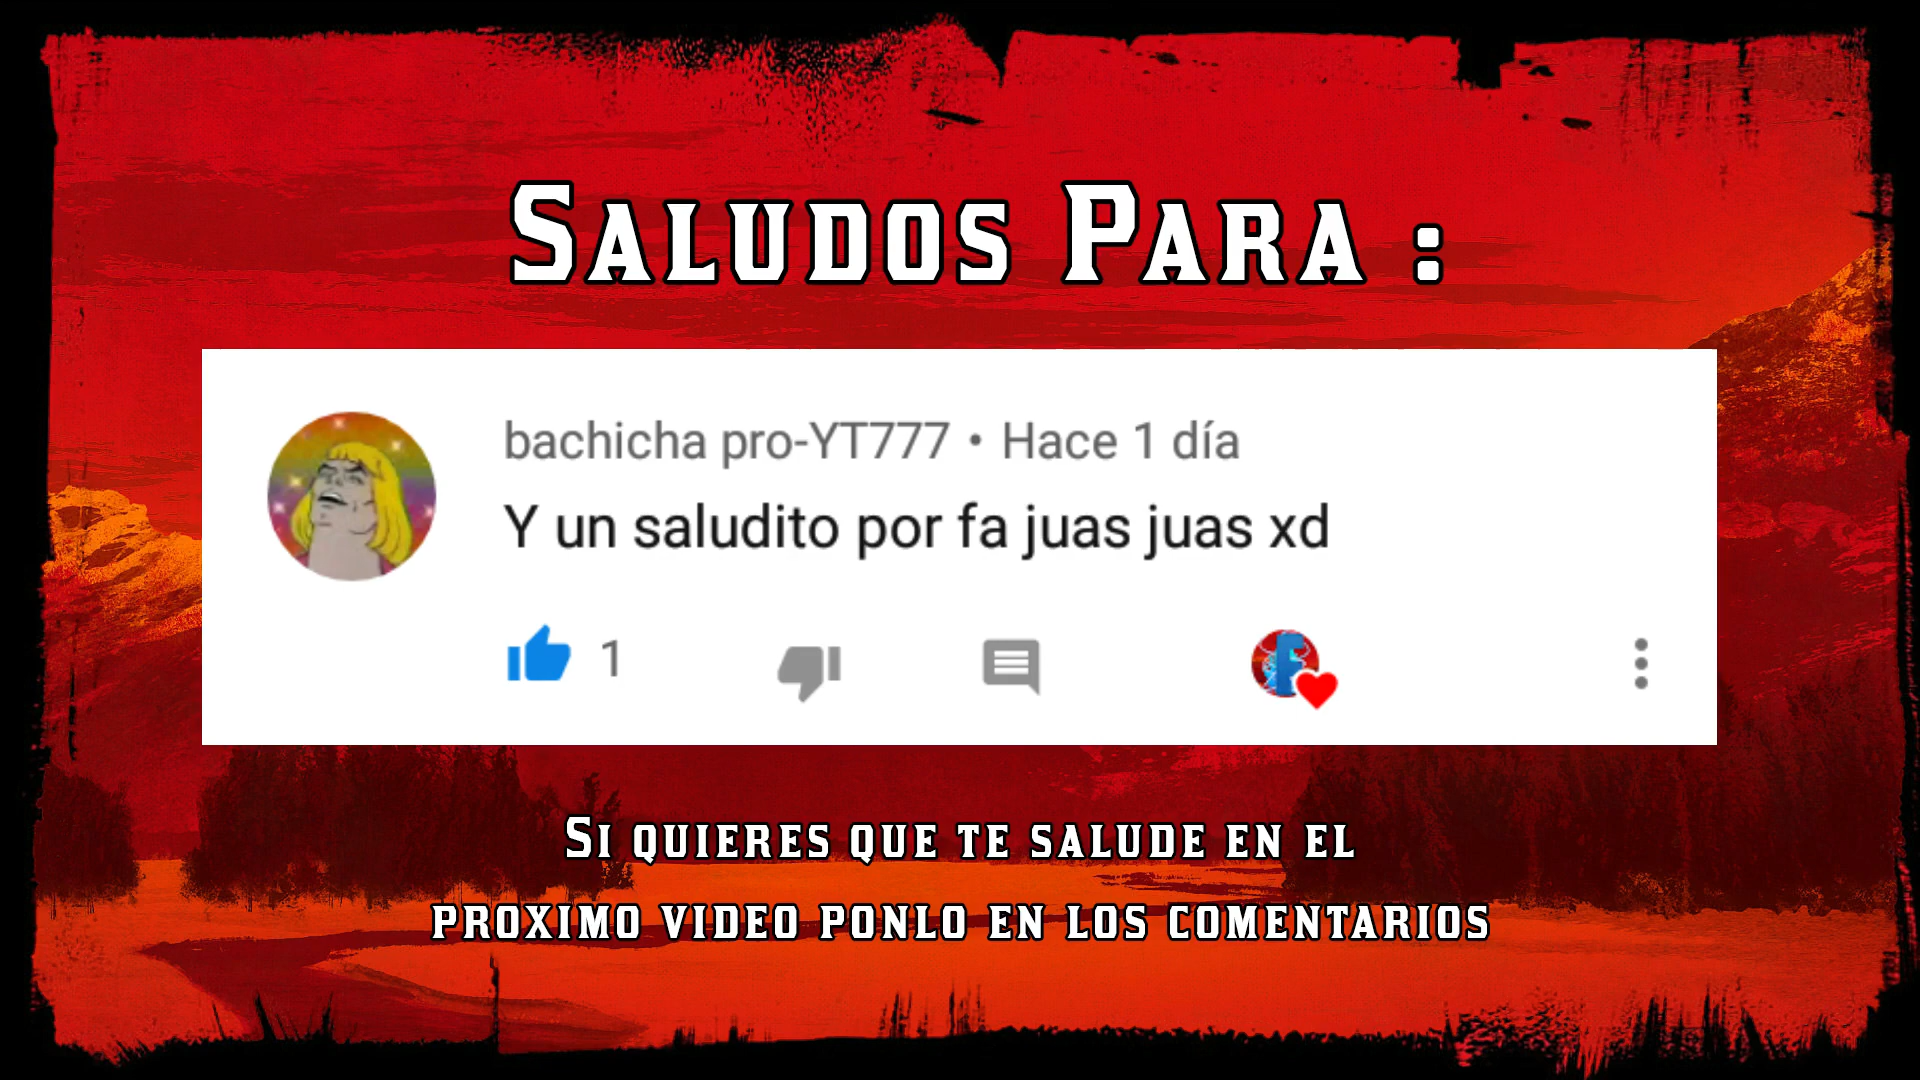 Saludos Para :
bachicha pro-YT777 • Hace 1 día
Y un saludito por fa juas juas xd
1
Si quieres que te salude en el
proximo video ponlo en los comentarios